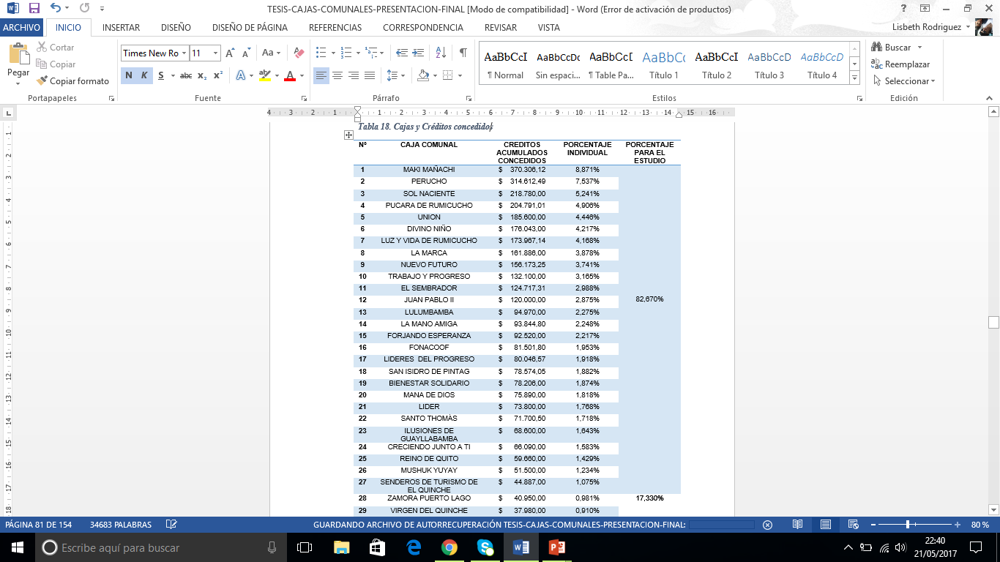 TESIS-CAJAS-COMUNALES-PRESENTACION-FINAL [Modo de compatibilidad] - Word (Error de activación de productos)
ARCHIVO INICIO INSERTAR DISEÑO DISEÑO DE PÁGINA REFERENCIAS CORRESPONDENCIA REVISAR VISTA Lisbeth Rodriguez
Pegar
Cortar
Copiar
Copiar formato
Portapapeles
Times New Ro 11
N K S abc x₂ x²
Fuente
Párrafo
AaBbCcI AaBbCcDc AaBbCcI AaBbCc AaBbCcI AaBbCcD AaBbCcD
¶ Normal Sin espaci... ¶ Table Pa... Título 1 Título 2 Título 3 Título 4
Estilos
Buscar
Reemplazar
Seleccionar
Edición
4 3 2 1 1 2 3 4 5 6 7 8 9 10 11 12 13 14 15 16
Tabla 18. Cajas y Créditos concedidos
Nº CAJA COMUNAL CREDITOS ACUMULADOS CONCEDIDOS PORCENTAJE INDIVIDUAL PORCENTAJE PARA EL ESTUDIO
1 MAKI MAÑACHI $ 370.306,12 8,871%
2 PERUCHO $ 314.612,49 7,537%
3 SOL NACIENTE $ 218.780,00 5,241%
4 PUCARA DE RUMICUCHO $ 204.791,01 4,906%
5 UNION $ 185.600,00 4,446%
6 DIVINO NIÑO $ 176.043,00 4,217%
7 LUZ Y VIDA DE RUMICUCHO $ 173.967,14 4,168%
8 LA MARCA $ 161.886,00 3,878%
9 NUEVO FUTURO $ 156.173,25 3,741%
10 TRABAJO Y PROGRESO $ 132.100,00 3,165%
11 EL SEMBRADOR $ 124.717,31 2,988%
12 JUAN PABLO II $ 120.000,00 2,875% 82,670%
13 LULUMBAMBA $ 94.970,00 2,275%
14 LA MANO AMIGA $ 93.844,80 2,248%
15 FORJANDO ESPERANZA $ 92.520,00 2,217%
16 FONACOOF $ 81.501,80 1,953%
17 LIDERES DEL PROGRESO $ 80.046,57 1,918%
18 SAN ISIDRO DE PINTAG $ 78.574,05 1,882%
19 BIENESTAR SOLIDARIO $ 78.206,00 1,874%
20 MANA DE DIOS $ 75.890,00 1,818%
21 LIDER $ 73.800,00 1,768%
22 SANTO THOMÀS $ 71.700,50 1,718%
23 ILUSIONES DE GUAYLLABAMBA $ 68.600,00 1,643%
24 CRECIENDO JUNTO A TI $ 66.090,00 1,583%
25 REINO DE QUITO $ 59.660,00 1,429%
26 MUSHUK YUYAY $ 51.500,00 1,234%
27 SENDEROS DE TURISMO DE EL QUINCHE $ 44.887,00 1,075%
28 ZAMORA PUERTO LAGO $ 40.950,00 0,981% 17,330%
29 VIRGEN DEL QUINCHE $ 37.980,00 0,910%
PÁGINA 81 DE 154 34683 PALABRAS GUARDANDO ARCHIVO DE AUTORRECUPERACIÓN TESIS-CAJAS-COMUNALES-PRESENTACION-FINAL: 80 %
Escribe aquí para buscar
22:40
21/05/2017